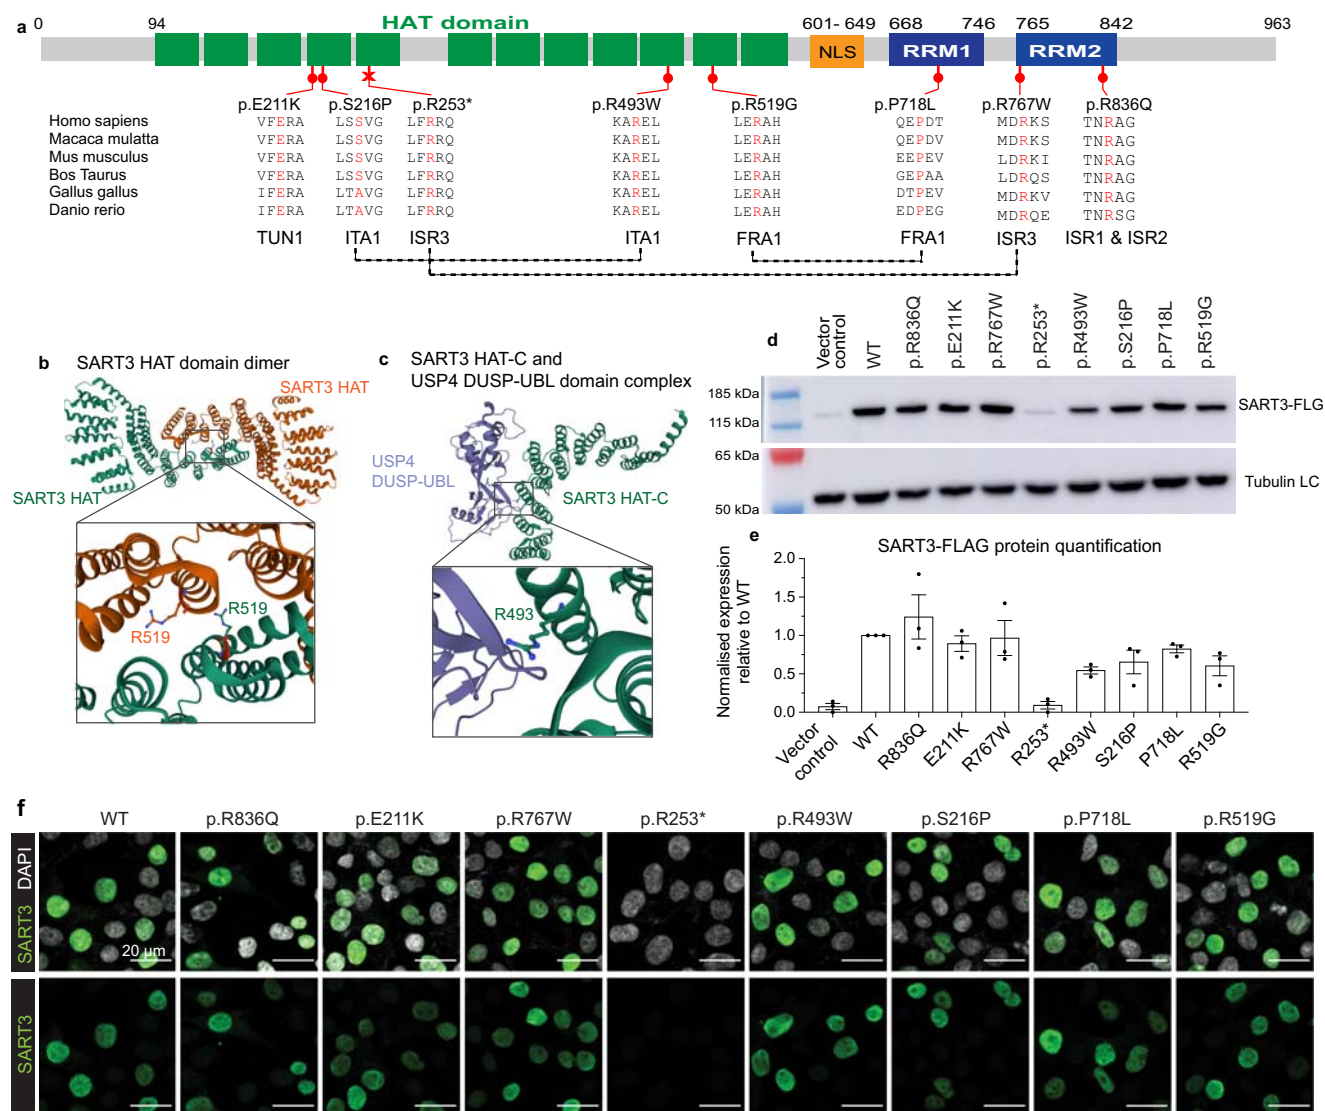 a
0
94
HAT domain
601- 649
668
746
765
842
963
NLS
RRM1
RRM2
p.E211K
p.S216P
p.R253*
p.R493W
p.R519G
p.P718L
p.R767W
p.R836Q
Homo sapiens VFERA LSSVG LFRRQ KAREL LERAH QEPDT MDRKS TNRAG
Macaca mulatta VFERA LSSVG LFRRQ KAREL LERAH QEPDV MDRKS TNRAG
Mus musculus VFERA LSSVG LFRRQ KAREL LERAH EEPEV LDRKI TNRAG
Bos Taurus VFERA LSSVG LFRRQ KAREL LERAH GEPAA LDRQS TNRAG
Gallus gallus IFERA LTAVG LFRRQ KAREL LERAH DTPEV MDRKV TNRAG
Danio rerio IFERA LTAVG LFRRQ KAREL LERAH EDPEG MDRQE TNRSG
TUN1 ITA1 ISR3 ITA1 FRA1 FRA1 ISR3 ISR1 & ISR2
b
SART3 HAT domain dimer
SART3 HAT
SART3 HAT
R519
R519
c
SART3 HAT-C and
USP4 DUSP-UBL domain complex
USP4
DUSP-UBL
SART3 HAT-C
R493
d
Vector
control
WT
p.R836Q
p.E211K
p.R767W
p.R253*
p.R493W
p.S216P
p.P718L
p.R519G
185 kDa
115 kDa
SART3-FLG
65 kDa
50 kDa
Tubulin LC
e
SART3-FLAG protein quantification
Normalised expression
relative to WT
2.0
1.5
1.0
0.5
0.0
Vector
control
WT
R836Q
E211K
R767W
R253*
R493W
S216P
P718L
R519G
f
WT
p.R836Q
p.E211K
p.R767W
p.R253*
p.R493W
p.S216P
p.P718L
p.R519G
SART3 DAPI
20 µm
SART3